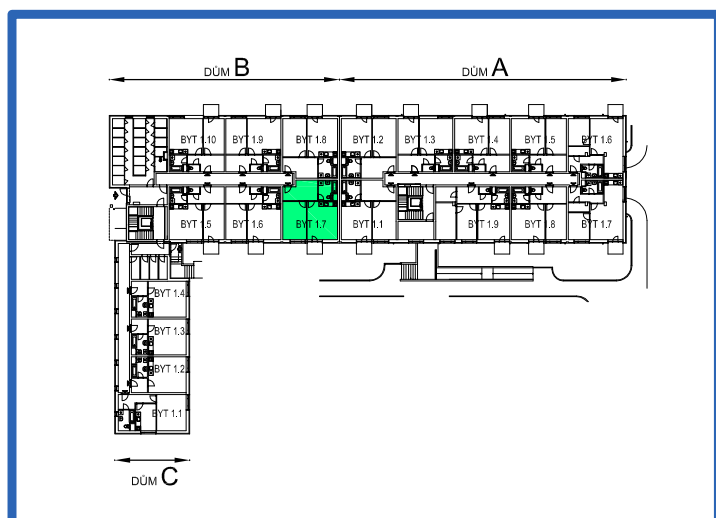 DŮM B
DŮM A
BYT 1.10
BYT 1.9
BYT 1.8
BYT 1.2
BYT 1.3
BYT 1.4
BYT 1.5
BYT 1.6
BYT 1.5
BYT 1.6
BYT 1.7
BYT 1.1
BYT 1.9
BYT 1.8
BYT 1.7
BYT 1.4
BYT 1.3
BYT 1.2
BYT 1.1
DŮM C